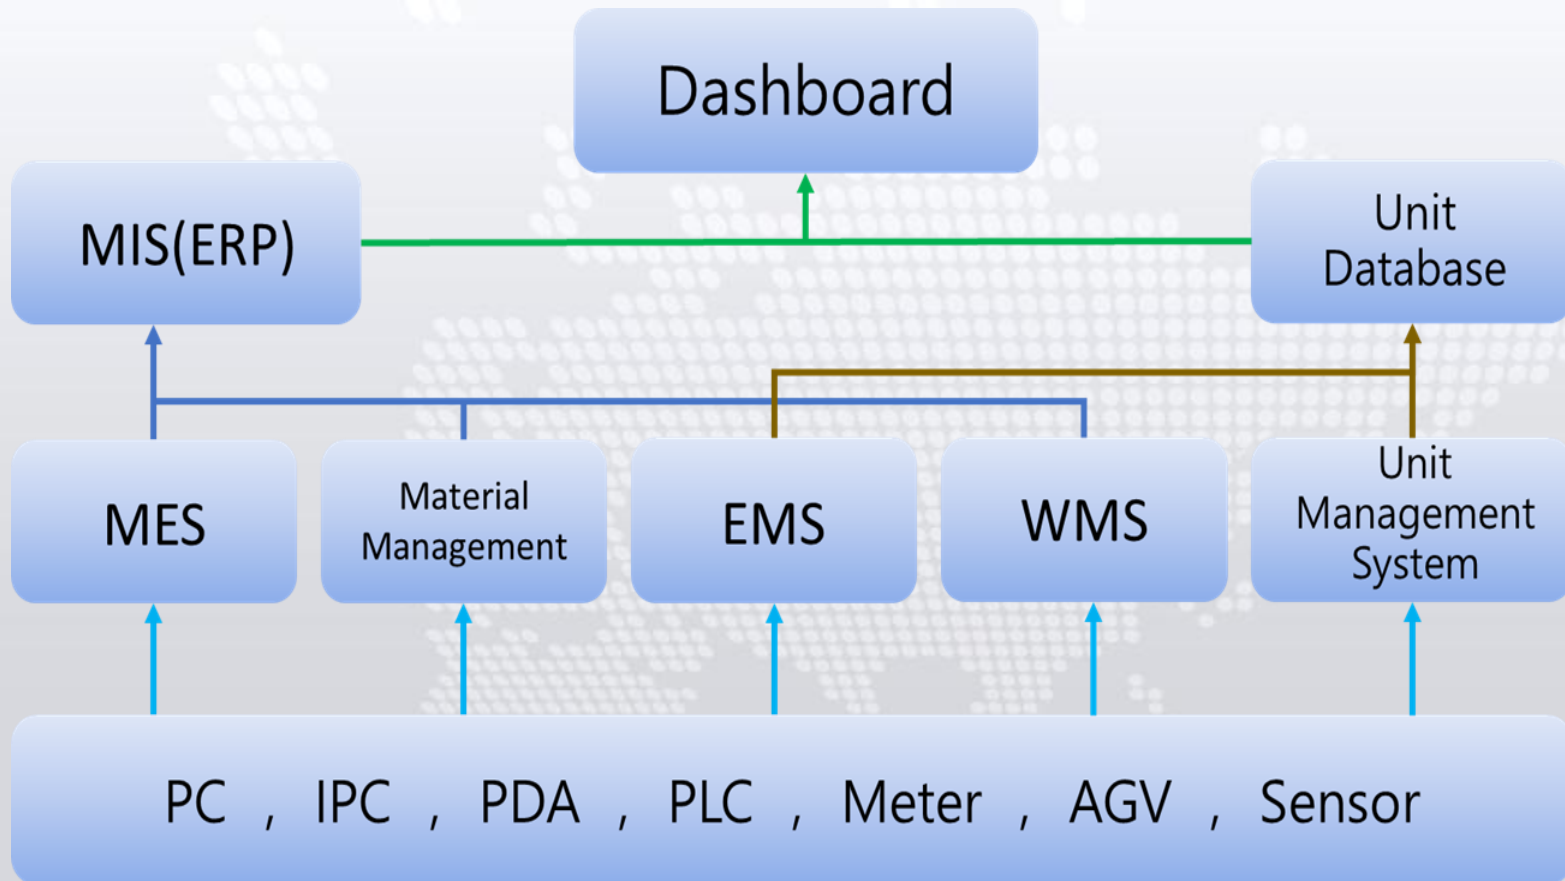 Dashboard
MIS(ERP)
Unit
Database
MES
Material
Management
EMS
WMS
Unit
Management
System
PC , IPC , PDA , PLC , Meter , AGV , Sensor